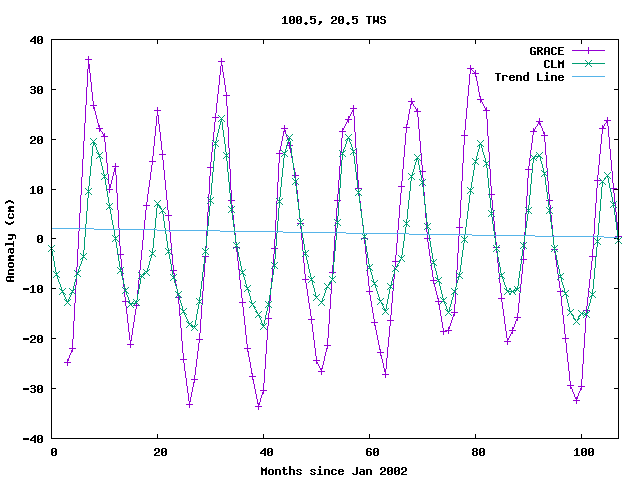 100.5, 20.5 TWS
GRACE
CLM
Trend Line
40
30
20
10
0
-10
-20
-30
-40
Anomaly (cm)
0 20 40 60 80 100
Months since Jan 2002